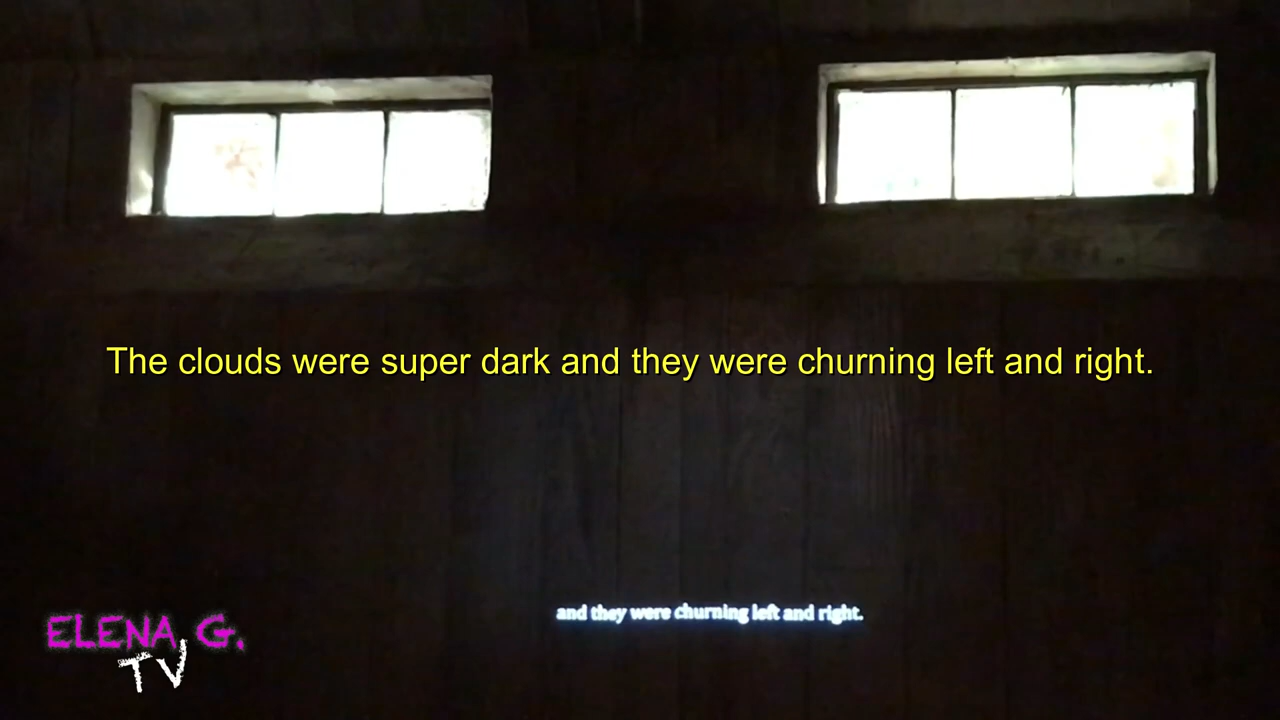 The clouds were super dark and they were churning left and right.
and they were churning left and right.
ELENA G.
TV